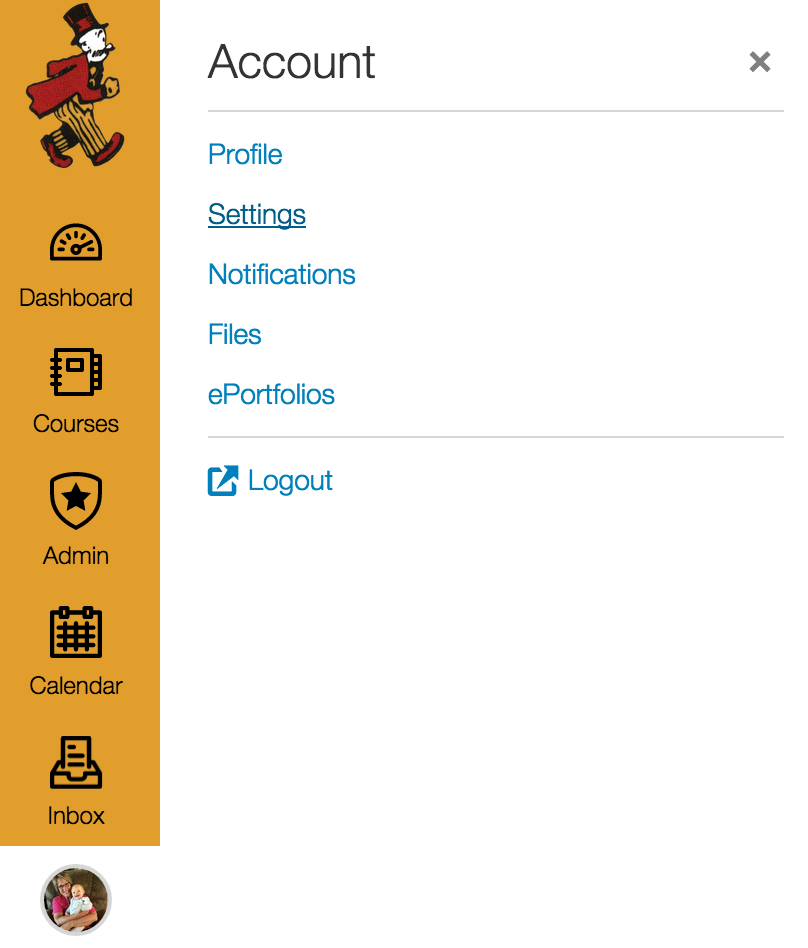 Account
Profile
Settings
Notifications
Files
ePortfolios
Logout
Dashboard
Courses
Admin
Calendar
Inbox